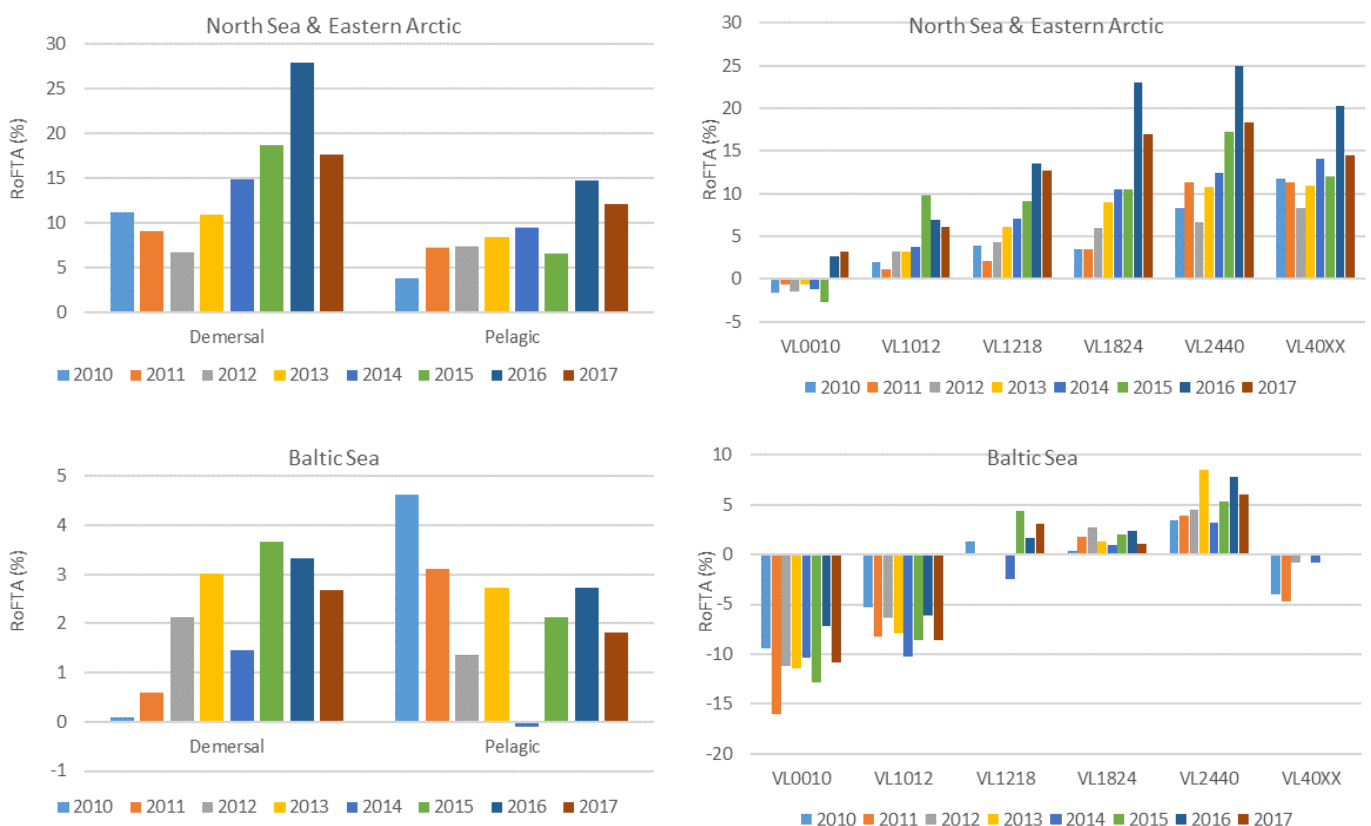 North Sea & Eastern Arctic
30
25
20
15
10
5
0
RoFTA (%)
Demersal Pelagic
2010 2011 2012 2013 2014 2015 2016 2017
North Sea & Eastern Arctic
30
25
20
15
10
5
0
-5
RoFTA (%)
VL0010 VL1012 VL1218 VL1824 VL2440 VL40XX
2010 2011 2012 2013 2014 2015 2016 2017
Baltic Sea
5
4
3
2
1
0
-1
RoFTA (%)
Demersal Pelagic
2010 2011 2012 2013 2014 2015 2016 2017
Baltic Sea
10
5
0
-5
-10
-15
-20
RoFTA (%)
VL0010 VL1012 VL1218 VL1824 VL2440 VL40XX
2010 2011 2012 2013 2014 2015 2016 2017